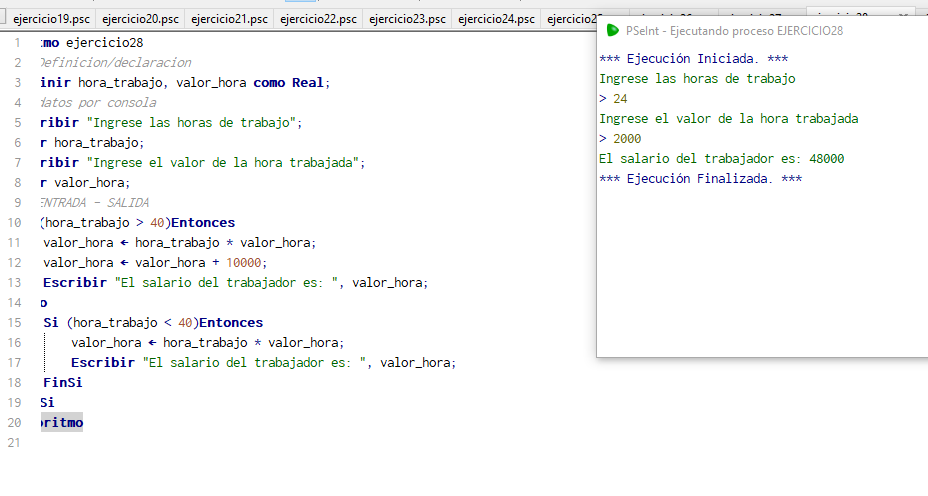 ejercicio19.psc ejercicio20.psc ejercicio21.psc ejercicio22.psc ejercicio23.psc ejercicio24.psc
1 mo ejercicio28
2 Definicion/declaracion
3 inir hora_trabajo, valor_hora como Real;
4 datos por consola
5 ribir "Ingrese las horas de trabajo";
6 r hora_trabajo;
7 ribir "Ingrese el valor de la hora trabajada";
8 r valor_hora;
9 ENTRADA - SALIDA
10 (hora_trabajo > 40)Entonces
11 valor_hora ← hora_trabajo * valor_hora;
12 valor_hora ← valor_hora + 10000;
13 Escribir "El salario del trabajador es: ", valor_hora;
14 o
15 Si (hora_trabajo < 40)Entonces
16 valor_hora ← hora_trabajo * valor_hora;
17 Escribir "El salario del trabajador es: ", valor_hora;
18 FinSi
19 Si
20 oritmo
21
PSeInt - Ejecutando proceso EJERCICIO28
*** Ejecución Iniciada. ***
Ingrese las horas de trabajo
> 24
Ingrese el valor de la hora trabajada
> 2000
El salario del trabajador es: 48000
*** Ejecución Finalizada. ***